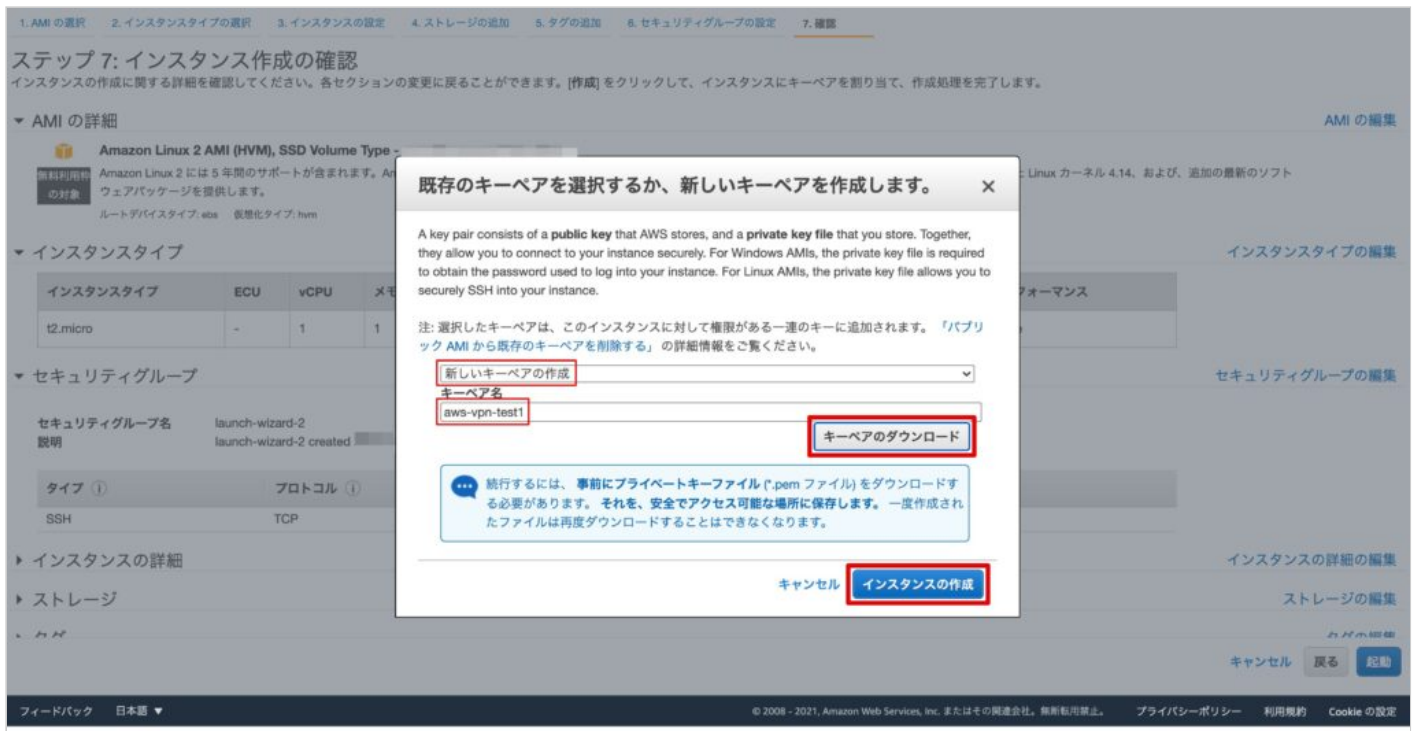 1. AMI の選択 2. インスタンスタイプの選択 3. インスタンスの設定 4. ストレージの追加 5. タグの追加 6. セキュリティグループの設定 7. 確認
ステップ 7: インスタンス作成の確認
インスタンスの作成に関する詳細を確認してください。各セクションの変更に戻ることができます。[作成] をクリックして、インスタンスにキーペアを割り当て、作成処理を完了します。
AMI の詳細 AMI の編集
Amazon Linux 2 AMI (HVM), SSD Volume Type -
無料利用枠の対象
Amazon Linux 2 には 5 年間のサポートが含まれます。 Linux カーネル 4.14、および、追加の最新のソフト
ウェアパッケージを提供します。
ルートデバイスタイプ: ebs 仮想化タイプ: hvm
インスタンスタイプ インスタンスタイプの編集
インスタンスタイプ ECU vCPU メモ フォーマンス
t2.micro - 1 1
セキュリティグループ セキュリティグループの編集
セキュリティグループ名 launch-wizard-2
説明 launch-wizard-2 created
タイプ プロトコル
SSH TCP
インスタンスの詳細 インスタンスの詳細の編集
ストレージ ストレージの編集
タグ タグの編集
既存のキーペアを選択するか、新しいキーペアを作成します。 ×
A key pair consists of a public key that AWS stores, and a private key file that you store. Together,
they allow you to connect to your instance securely. For Windows AMIs, the private key file is required
to obtain the password used to log into your instance. For Linux AMIs, the private key file allows you to
securely SSH into your instance.
注: 選択したキーペアは、このインスタンスに対して権限がある一連のキーに追加されます。 「パブリ
ック AMI から既存のキーペアを削除する」 の詳細情報をご覧ください。
新しいキーペアの作成
キーペア名
aws-vpn-test1
キーペアのダウンロード
続行するには、 事前にプライベートキーファイル (*.pem ファイル) をダウンロードす
る必要があります。 それを、安全でアクセス可能な場所に保存します。 一度作成され
たファイルは再度ダウンロードすることはできなくなります。
キャンセル インスタンスの作成
キャンセル 戻る 起動
フィードバック 日本語 ▼ © 2008 - 2021, Amazon Web Services, Inc. またはその関連会社。無断転用禁止。 プライバシーポリシー 利用規約 Cookie の設定